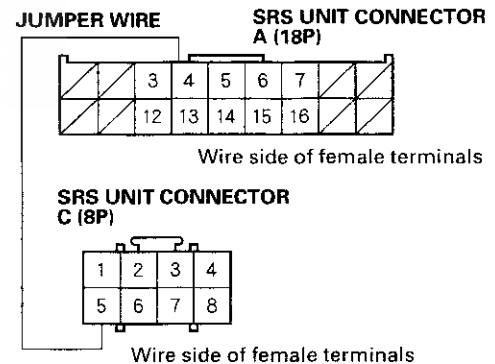 JUMPER WIRE
SRS UNIT CONNECTOR
A (18P)
3 4 5 6 7
12 13 14 15 16
Wire side of female terminals
SRS UNIT CONNECTOR
C (8P)
1 2 3 4
5 6 7 8
Wire side of female terminals